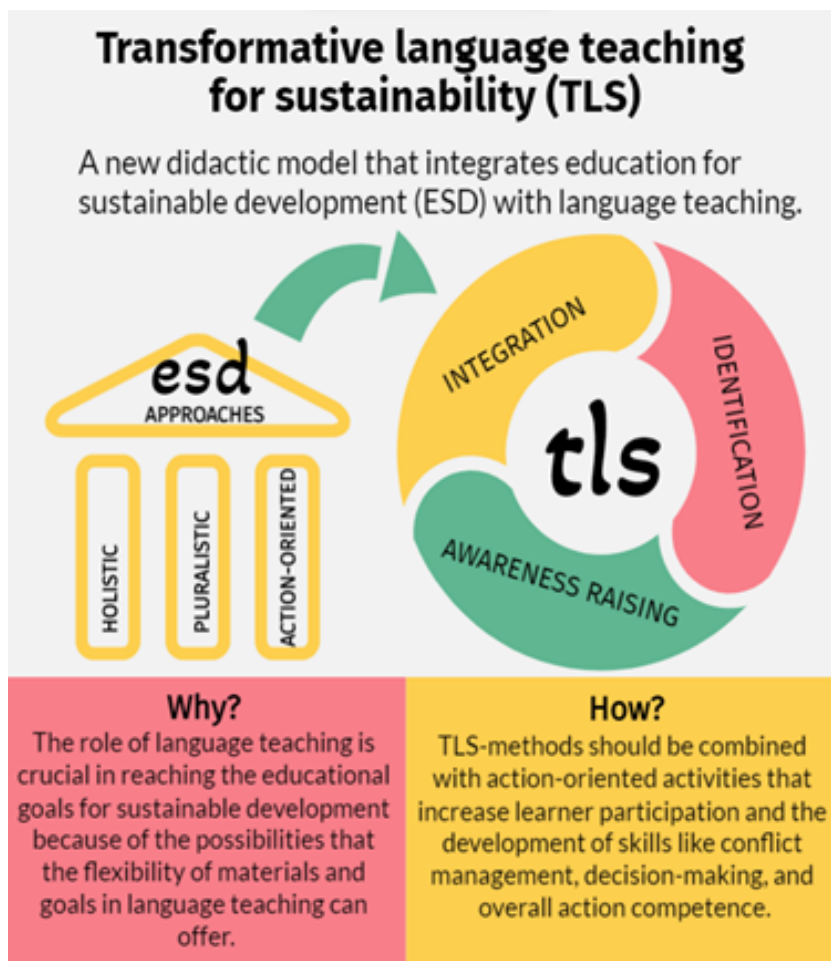 Transformative language teaching
for sustainability (TLS)
A new didactic model that integrates education for
sustainable development (ESD) with language teaching.
esd
APPROACHES
HOLISTIC
PLURALISTIC
ACTION-ORIENTED
INTEGRATION
IDENTIFICATION
AWARENESS RAISING
tls
Why?
The role of language teaching is
crucial in reaching the educational
goals for sustainable development
because of the possibilities that
the flexibility of materials and
goals in language teaching can
offer.
How?
TLS-methods should be combined
with action-oriented activities that
increase learner participation and the
development of skills like conflict
management, decision-making, and
overall action competence.